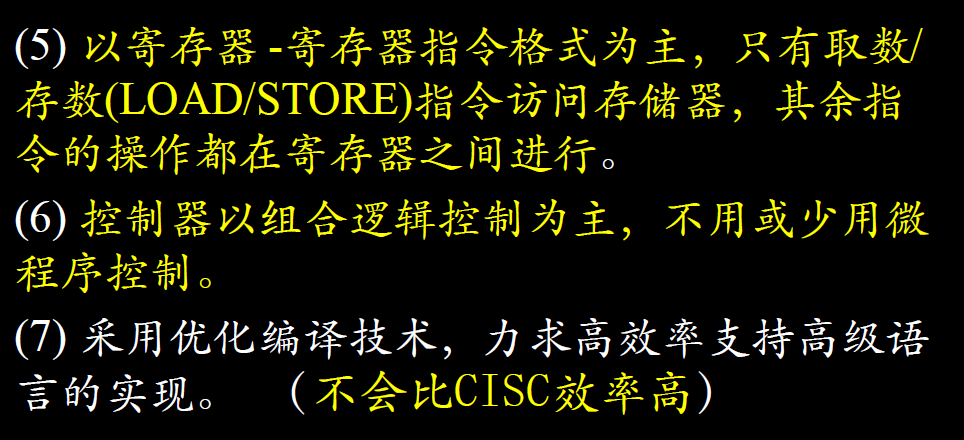 (5) 以寄存器-寄存器指令格式为主，只有取数/
存数(LOAD/STORE)指令访问存储器，其余指
令的操作都在寄存器之间进行。
(6) 控制器以组合逻辑控制为主，不用或少用微
程序控制。
(7) 采用优化编译技术，力求高效率支持高级语
言的实现。 （不会比CISC效率高）